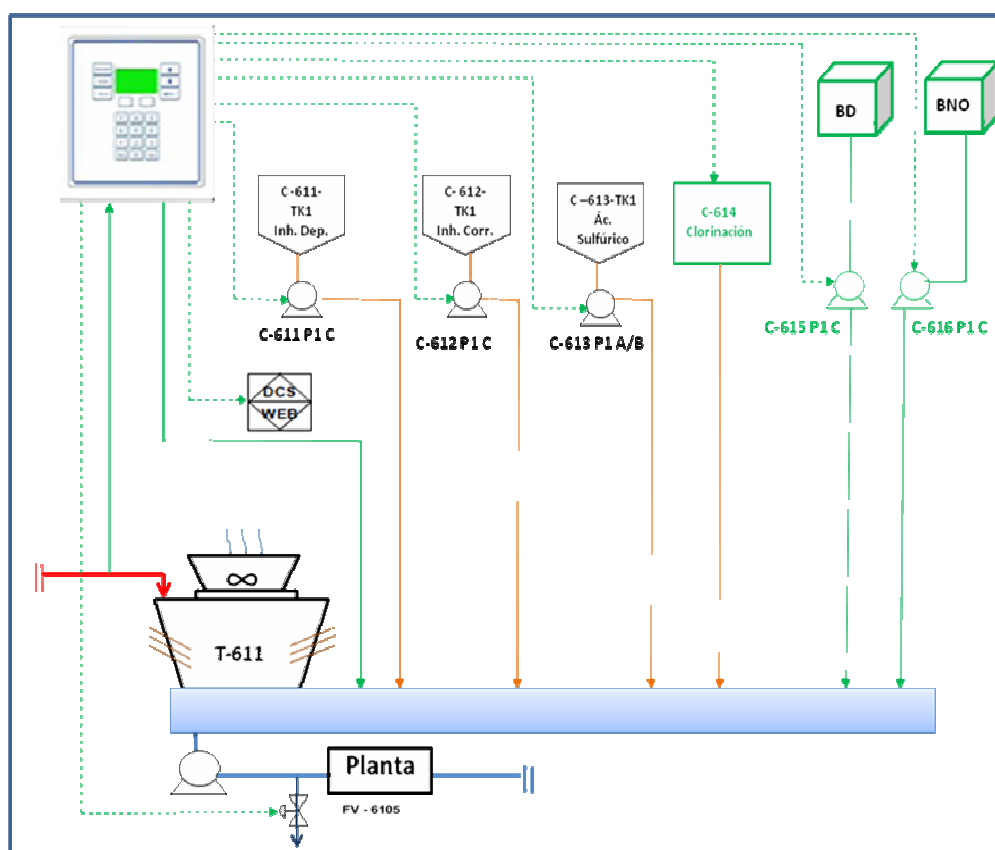 BD
BNO
C -611-
TK1
Inh. Dep.
C- 612-
TK1
Inh. Corr.
C –613-TK1
Ác.
Sulfúrico
C-614
Clorinación
C-611 P1 C
C-612 P1 C
C-613 P1 A/B
C-615 P1 C
C-616 P1 C
DCS
WEB
T-611
Planta
FV - 6105